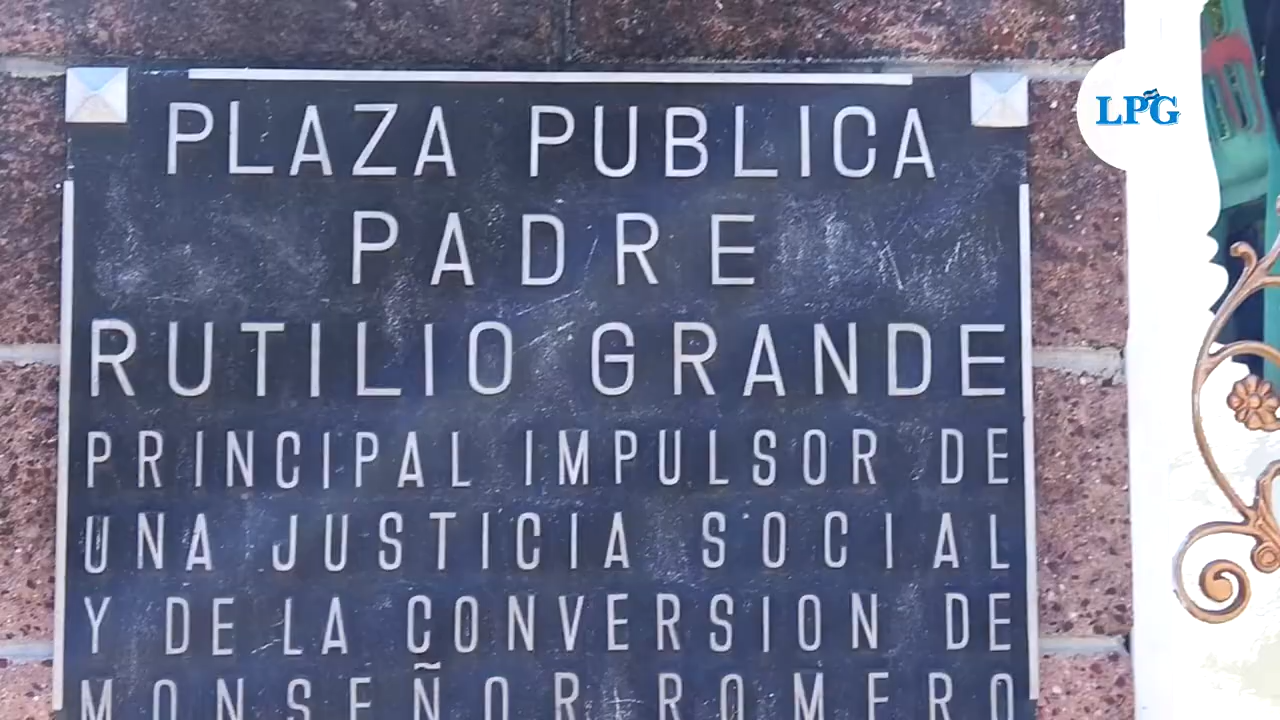 LPG
PLAZA PUBLICA
PADRE
RUTILIO GRANDE
PRINCIPAL IMPULSOR DE
UNA JUSTICIA SOCIAL
Y DE LA CONVERSION DE
MONSEÑOR ROMERO